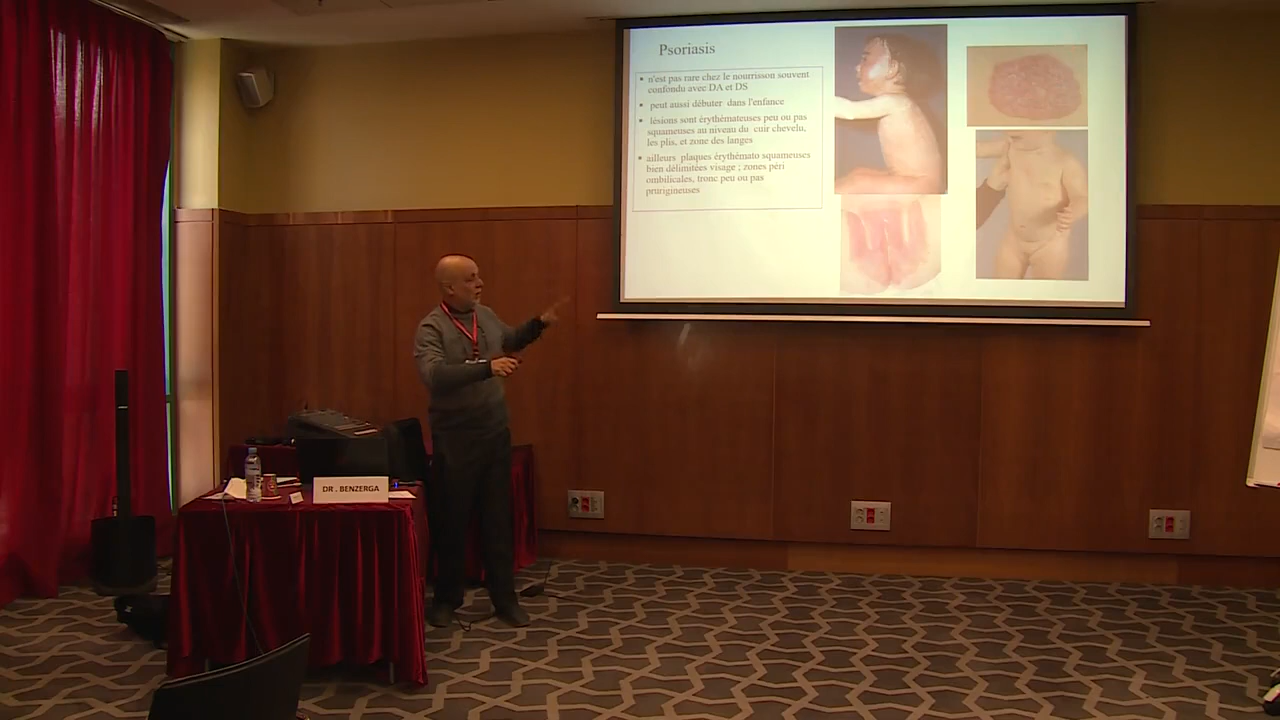 Psoriasis
• n'est pas rare chez le nourrisson souvent
confondu avec DA et DS
• peut aussi débuter dans l'enfance
• lésions sont érythémateuses peu ou pas
squameuses au niveau du cuir chevelu,
les plis, et zone des langes
• ailleurs plaques érythémato squameuses
bien délimitées visage ; zones péri
ombilicales, tronc peu ou pas
prurigineuses
DR . BENZERGA